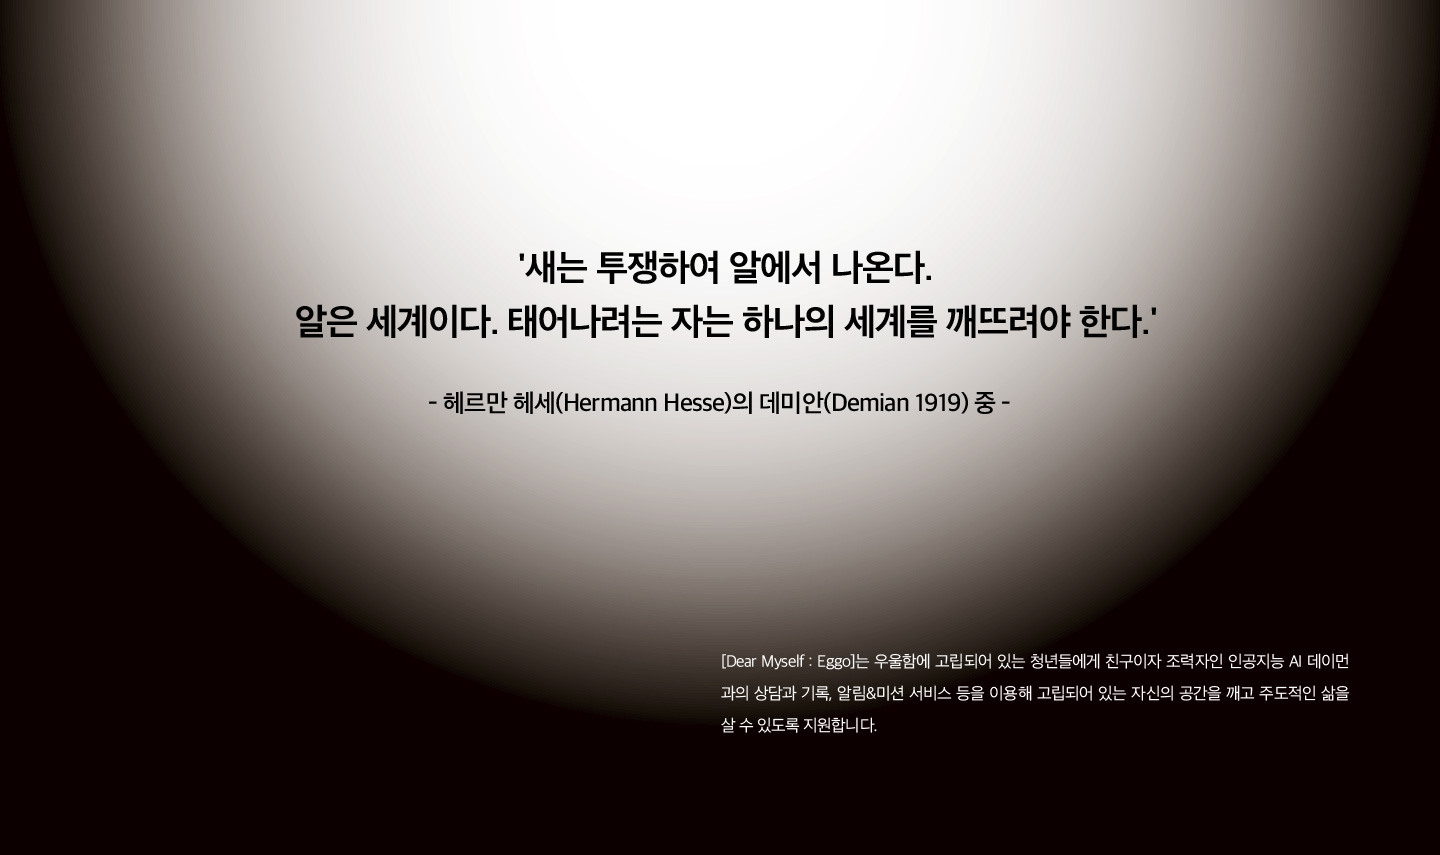 '새는 투쟁하여 알에서 나온다.
알은 세계이다. 태어나려는 자는 하나의 세계를 깨뜨려야 한다.'
- 헤르만 헤세(Hermann Hesse)의 데미안(Demian 1919) 중 -
[Dear Myself : Eggo]는 우울함에 고립되어 있는 청년들에게 친구이자 조력자인 인공지능 AI 데이먼
과의 상담과 기록, 알림&미션 서비스 등을 이용해 고립되어 있는 자신의 공간을 깨고 주도적인 삶을
살 수 있도록 지원합니다.